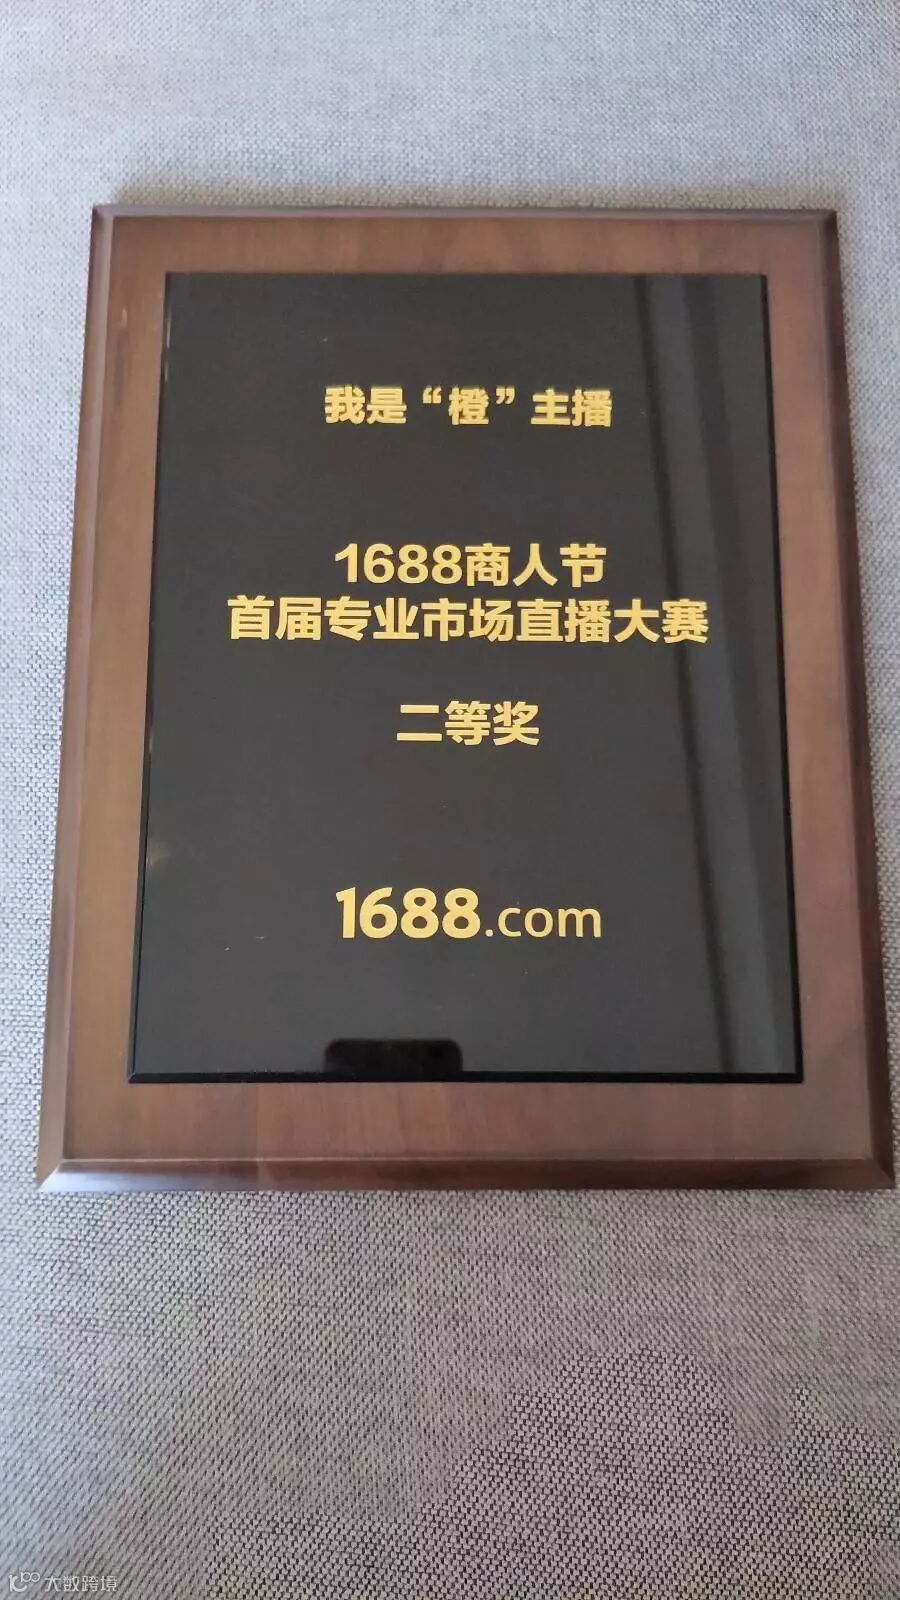 我是“橙”主播
1688商人节
首届专业市场直播大赛
二等奖
1688.com
大数跨境